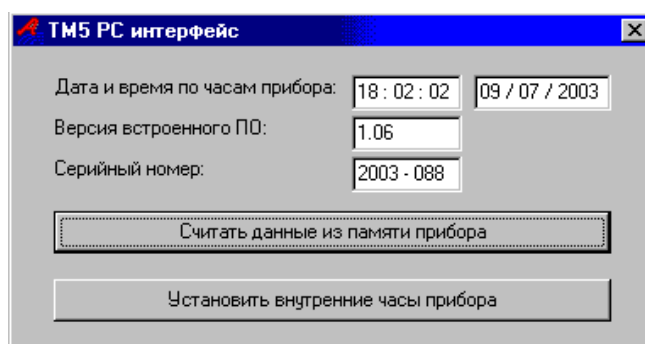 TM5 PC интерфейс
Дата и время по часам прибора: 18 : 02 : 02 09 / 07 / 2003
Версия встроенного ПО: 1.06
Серийный номер: 2003 - 088
Считать данные из памяти прибора
Установить внутренние часы прибора